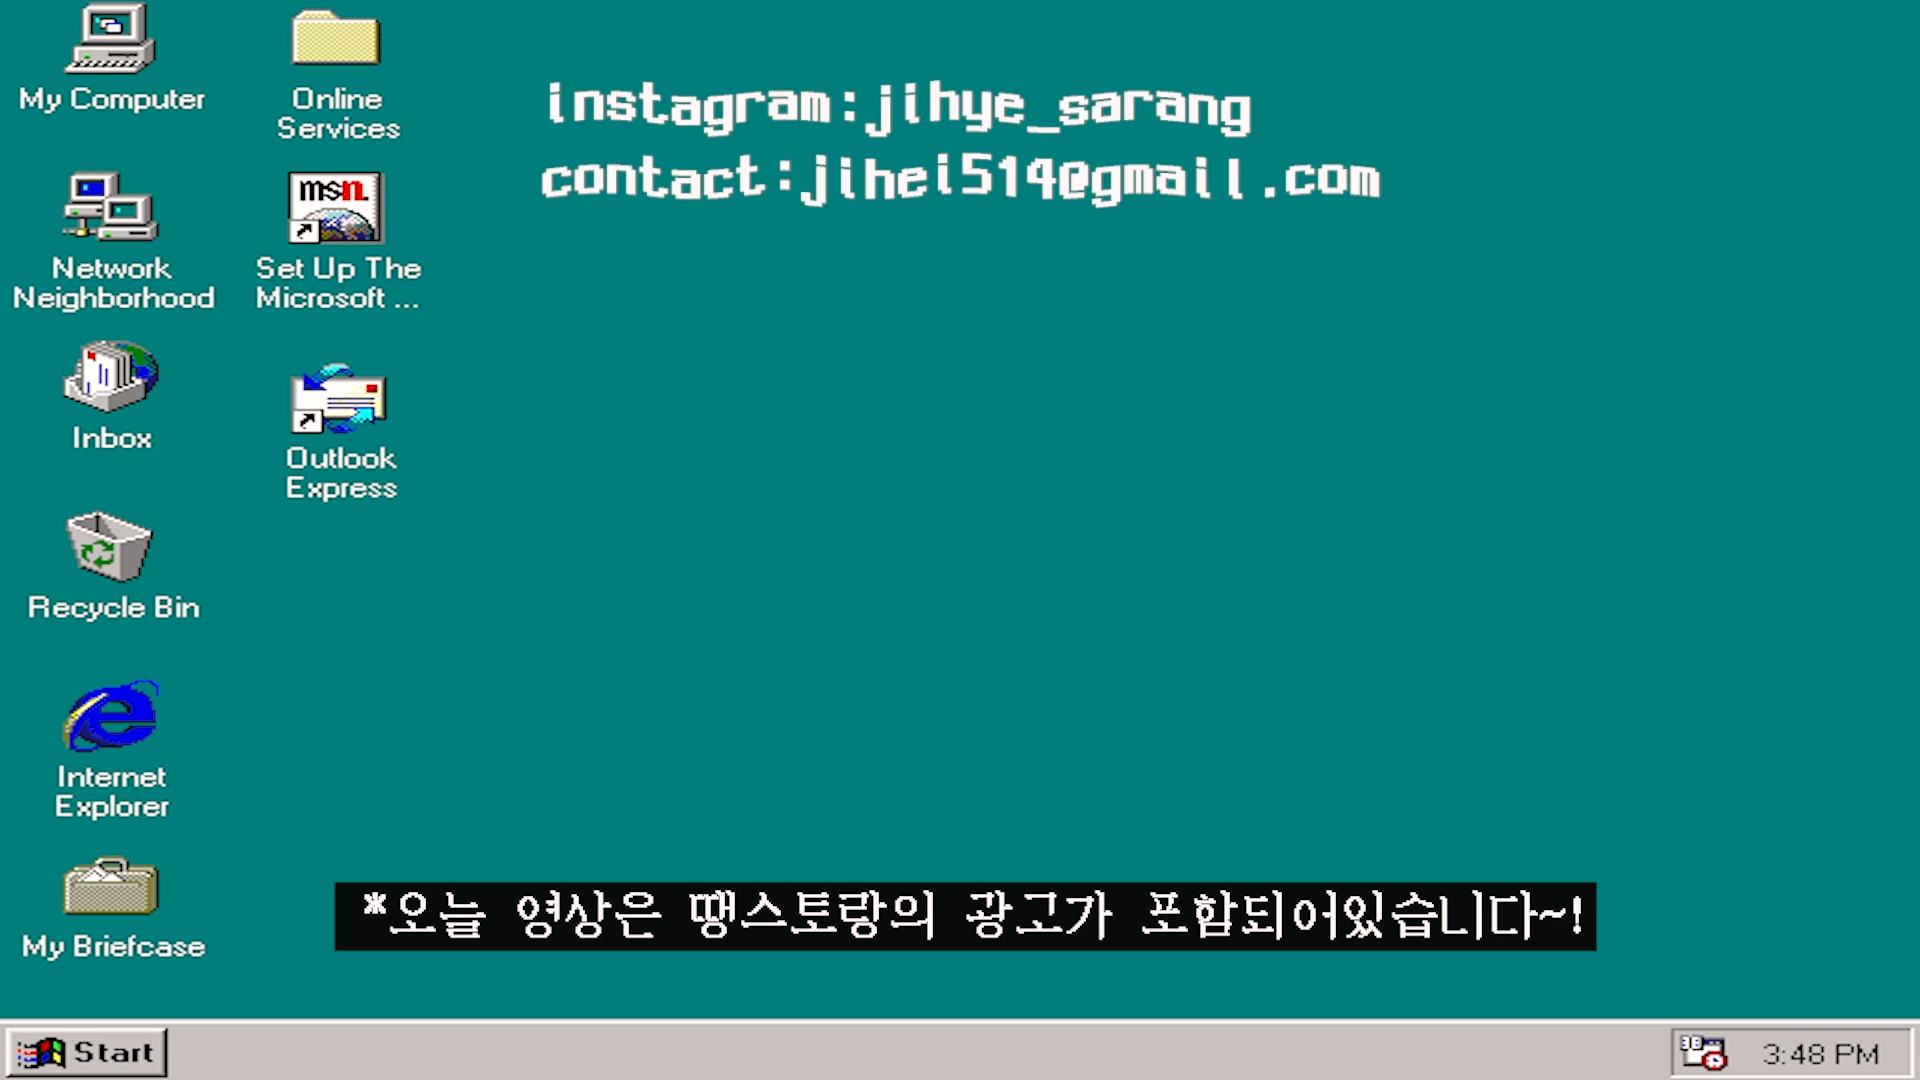 My Computer
Online
Services
instagram:jihye_sarang
contact:jihei514@gmail.com
Network
Neighborhood
msn
Set Up The
Microsoft ...
Inbox
Outlook
Express
Recycle Bin
Internet
Explorer
My Briefcase
*오늘 영상은 땡스토랑의 광고가 포함되어있습니다~!
Start
3:48 PM